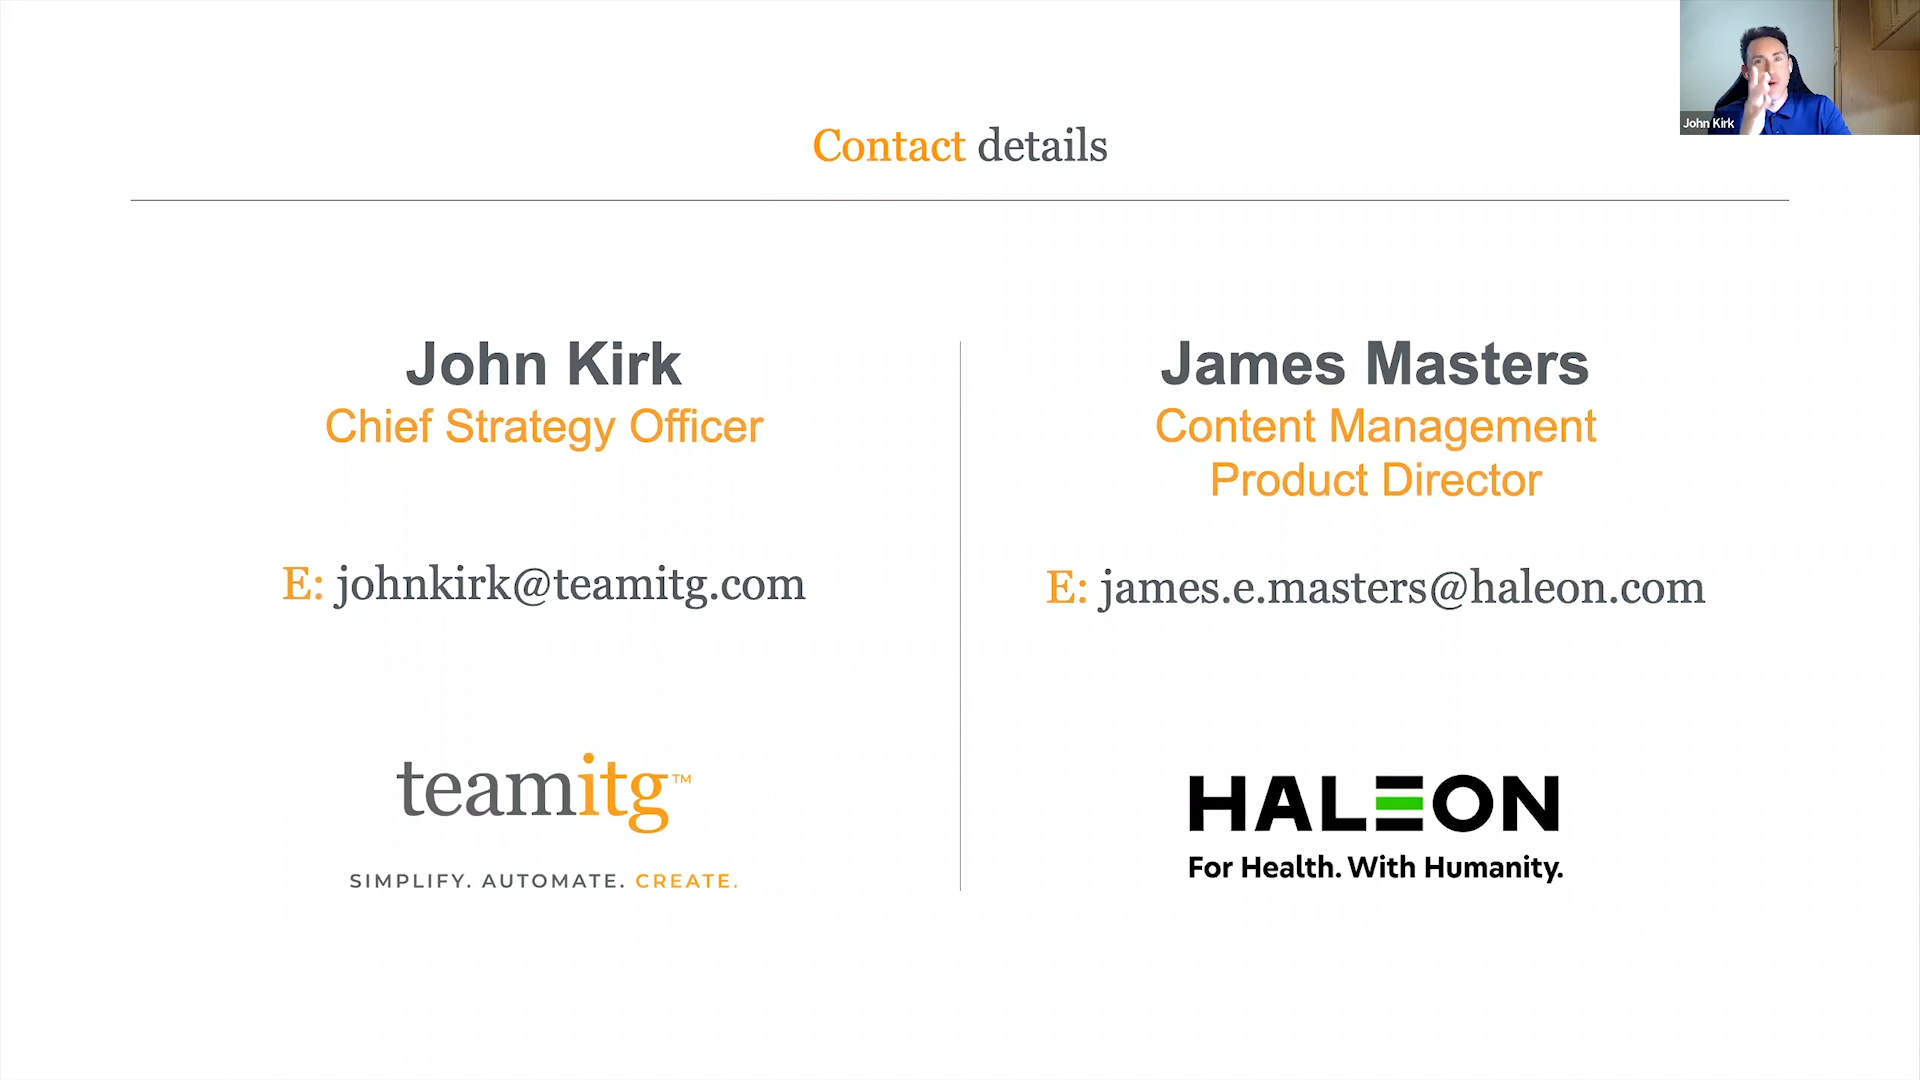 John Kirk
Contact details
John Kirk
Chief Strategy Officer
E: johnkirk@teamitg.com
teamitg™
SIMPLIFY. AUTOMATE. CREATE.
James Masters
Content Management
Product Director
E: james.e.masters@haleon.com
HALEON
For Health. With Humanity.